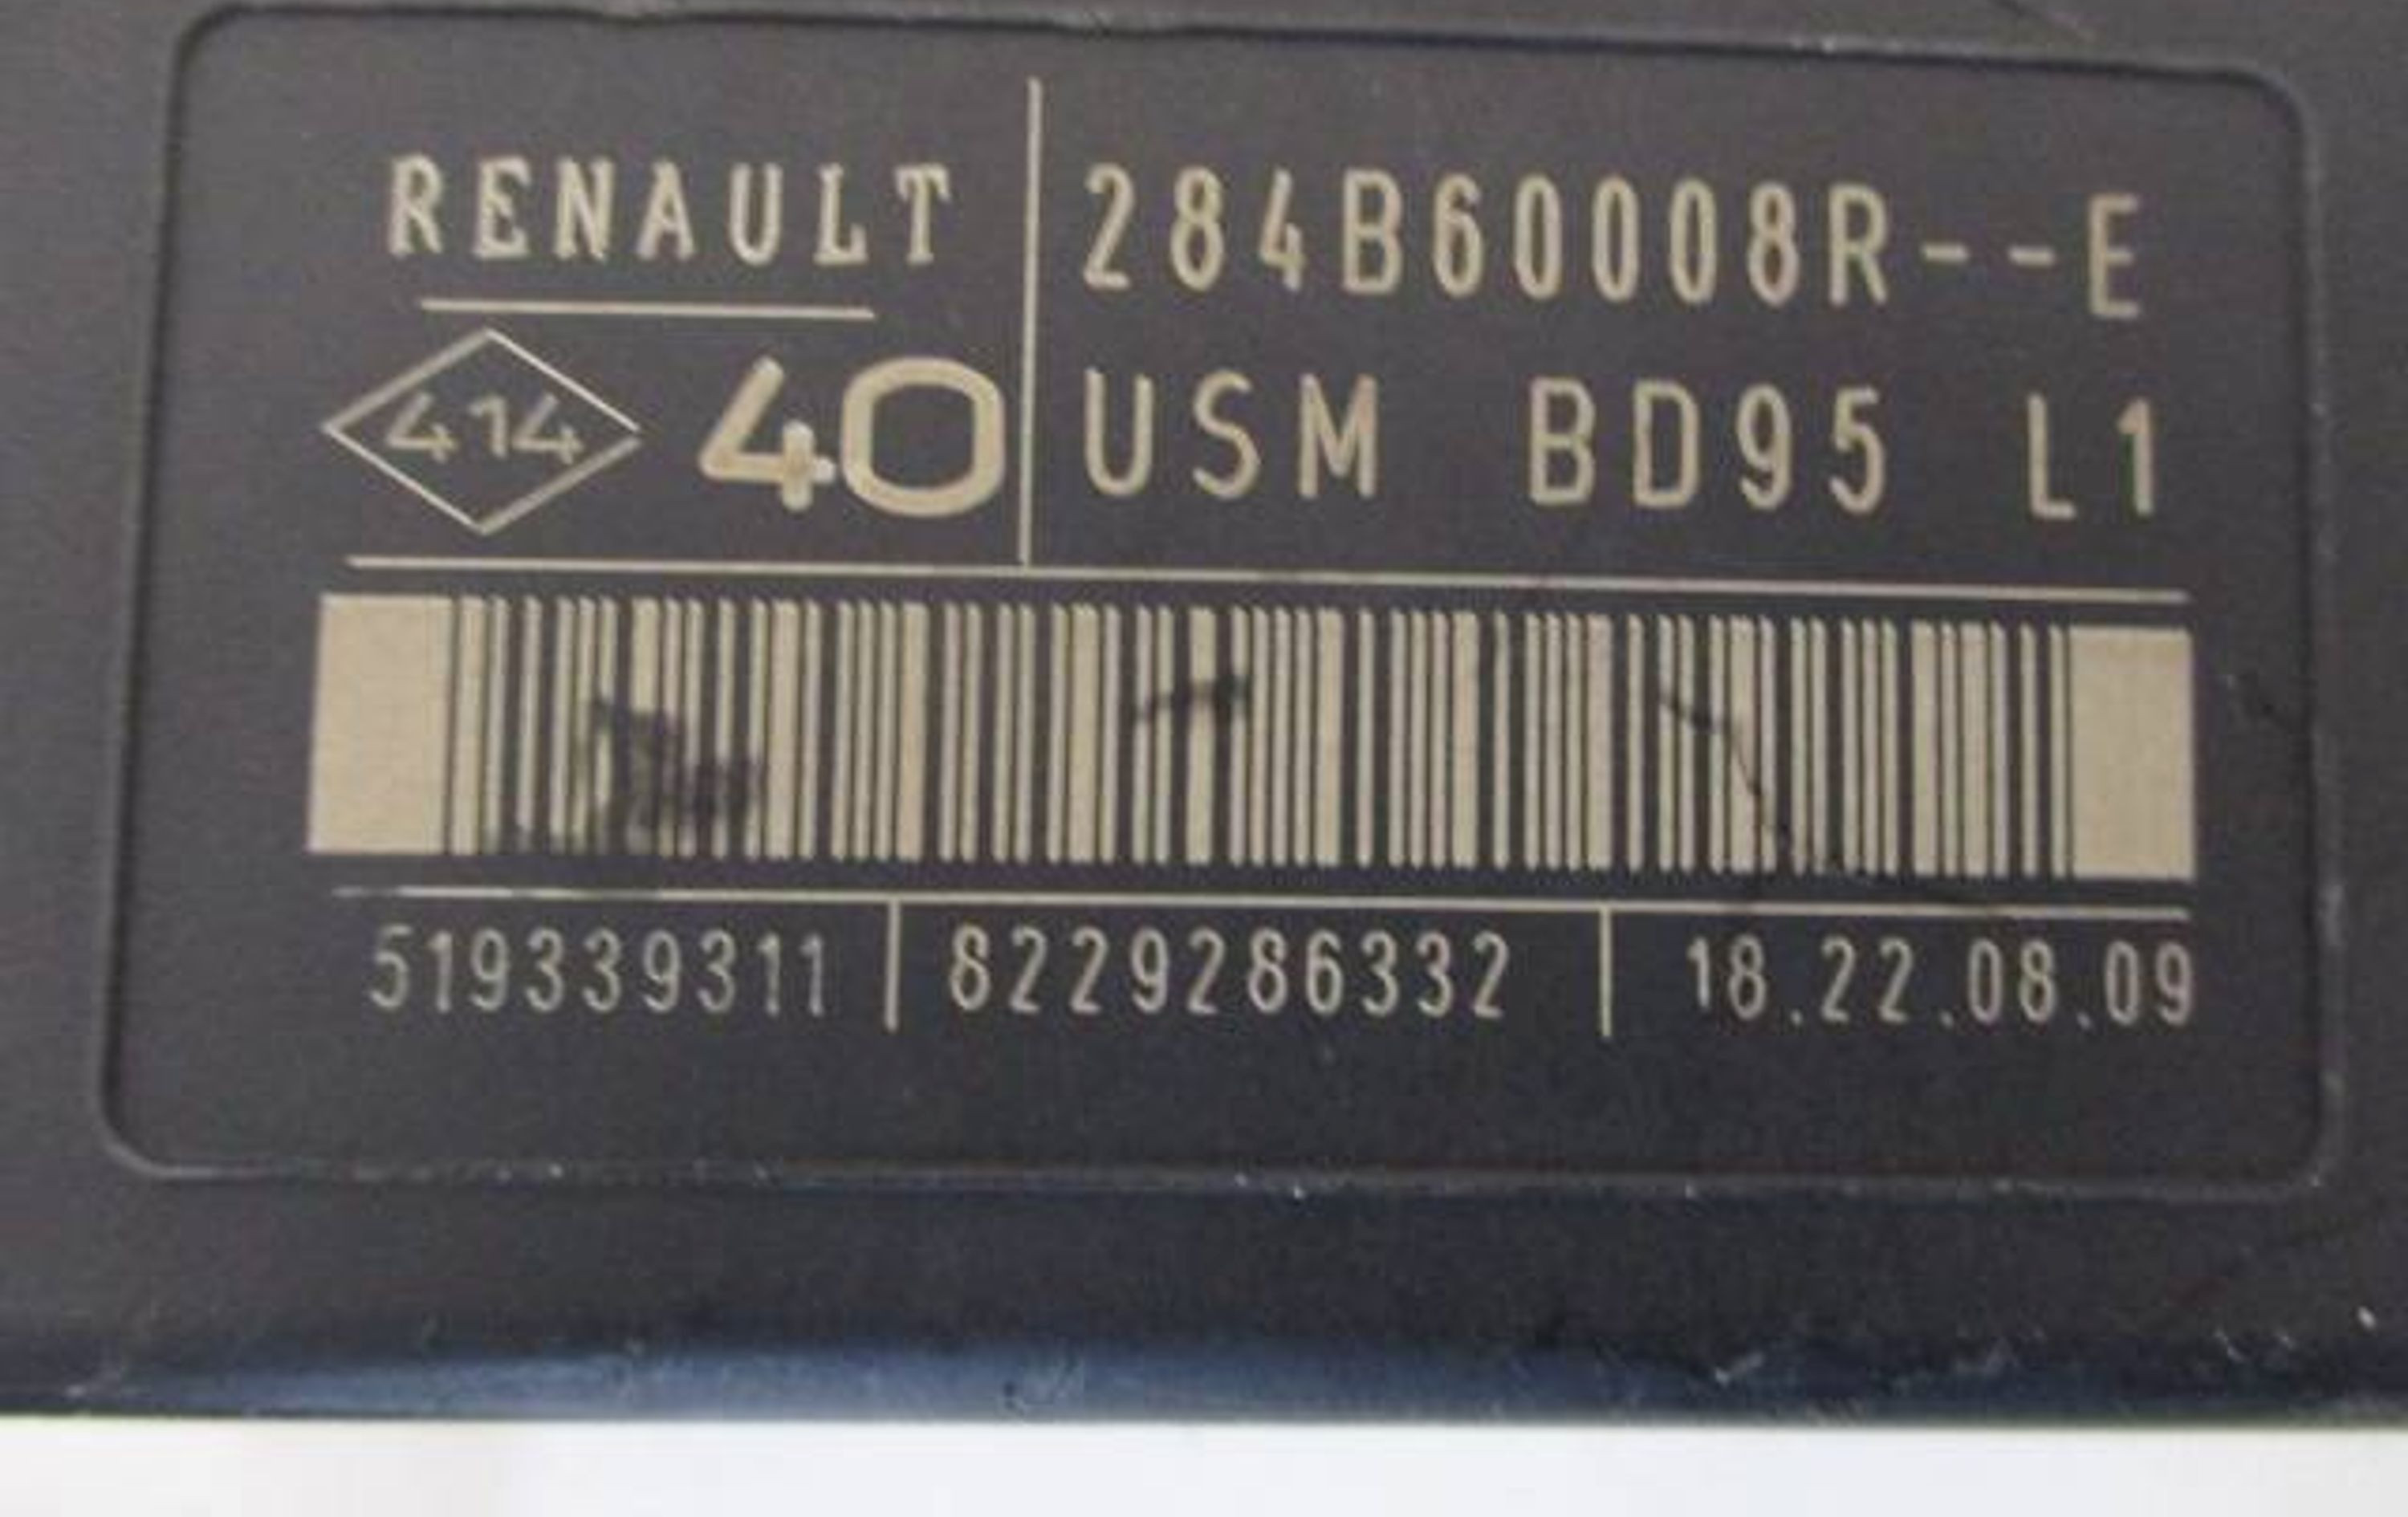 RENAULT
284B60008R--E
414 40
USM BD95 L1
519339311 8229286332 18.22.08.09